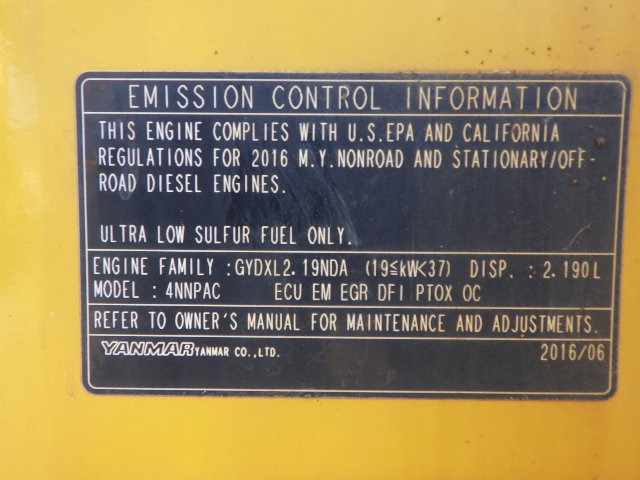 EMISSION CONTROL INFORMATION
THIS ENGINE COMPLIES WITH U.S.EPA AND CALIFORNIA
REGULATIONS FOR 2016 M.Y.NONROAD AND STATIONARY/OFF-
ROAD DIESEL ENGINES.
ULTRA LOW SULFUR FUEL ONLY.
ENGINE FAMILY :GYDXL2.19NDA (19≦kW<37) DISP. : 2.190L
MODEL : 4NNPAC ECU EM EGR DFI PTOX OC
REFER TO OWNER'S MANUAL FOR MAINTENANCE AND ADJUSTMENTS.
YANMAR YANMAR CO.,LTD. 2016/06